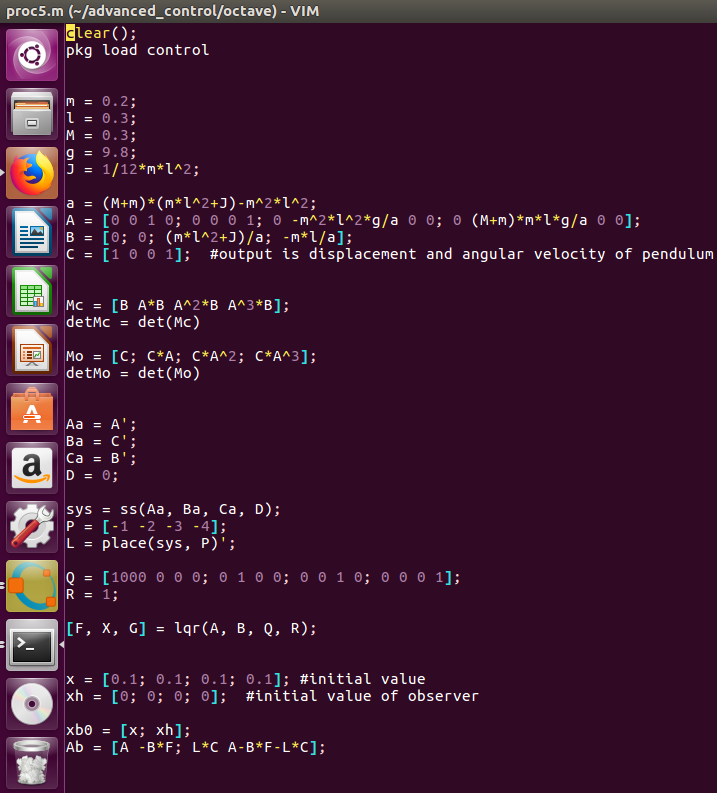 proc5.m (~/advanced_control/octave) - VIM
clear();
pkg load control
m = 0.2;
l = 0.3;
M = 0.3;
g = 9.8;
J = 1/12*m*l^2;
a = (M+m)*(m*l^2+J)-m^2*l^2;
A = [0 0 1 0; 0 0 0 1; 0 -m^2*l^2*g/a 0 0; 0 (M+m)*m*l*g/a 0 0];
B = [0; 0; (m*l^2+J)/a; -m*l/a];
C = [1 0 0 1];  #output is displacement and angular velocity of pendulum
Mc = [B A*B A^2*B A^3*B];
detMc = det(Mc)
Mo = [C; C*A; C*A^2; C*A^3];
detMo = det(Mo)
Aa = A';
Ba = C';
Ca = B';
D = 0;
sys = ss(Aa, Ba, Ca, D);
P = [-1 -2 -3 -4];
L = place(sys, P)';
Q = [1000 0 0 0; 0 1 0 0; 0 0 1 0; 0 0 0 1];
R = 1;
[F, X, G] = lqr(A, B, Q, R);
x = [0.1; 0.1; 0.1; 0.1]; #initial value
xh = [0; 0; 0; 0];  #initial value of observer
xb0 = [x; xh];
Ab = [A -B*F; L*C A-B*F-L*C];